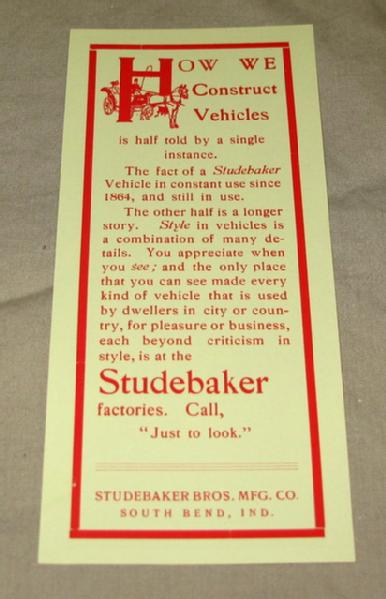 HOW WE
Construct
Vehicles
is half told by a single
instance.
The fact of a Studebaker
Vehicle in constant use since
1864, and still in use.
The other half is a longer
story. Style in vehicles is
a combination of many de-
tails. You appreciate when
you see; and the only place
that you can see made every
kind of vehicle that is used
by dwellers in city or coun-
try, for pleasure or business,
each beyond criticism in
style, is at the
Studebaker
factories. Call,
"Just to look."
STUDEBAKER BROS. MFG. CO.
SOUTH BEND, IND.